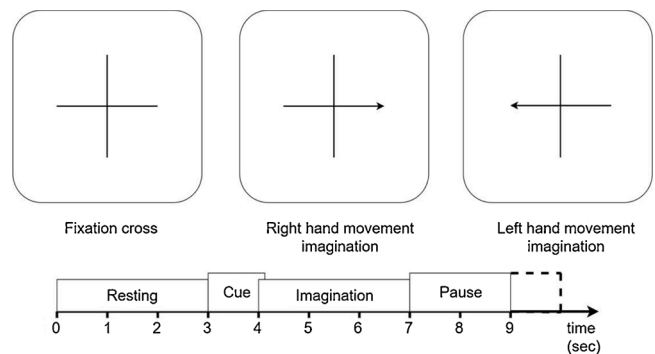 Fixation cross
Right hand movement
imagination
Left hand movement
imagination
Resting
Cue
Imagination
Pause
0 1 2 3 4 5 6 7 8 9 time
(sec)